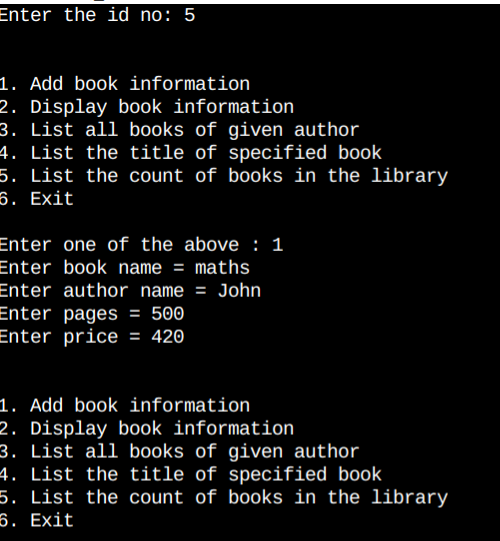 Enter the id no: 5
1. Add book information
2. Display book information
3. List all books of given author
4. List the title of specified book
5. List the count of books in the library
6. Exit
Enter one of the above : 1
Enter book name = maths
Enter author name = John
Enter pages = 500
Enter price = 420
1. Add book information
2. Display book information
3. List all books of given author
4. List the title of specified book
5. List the count of books in the library
6. Exit